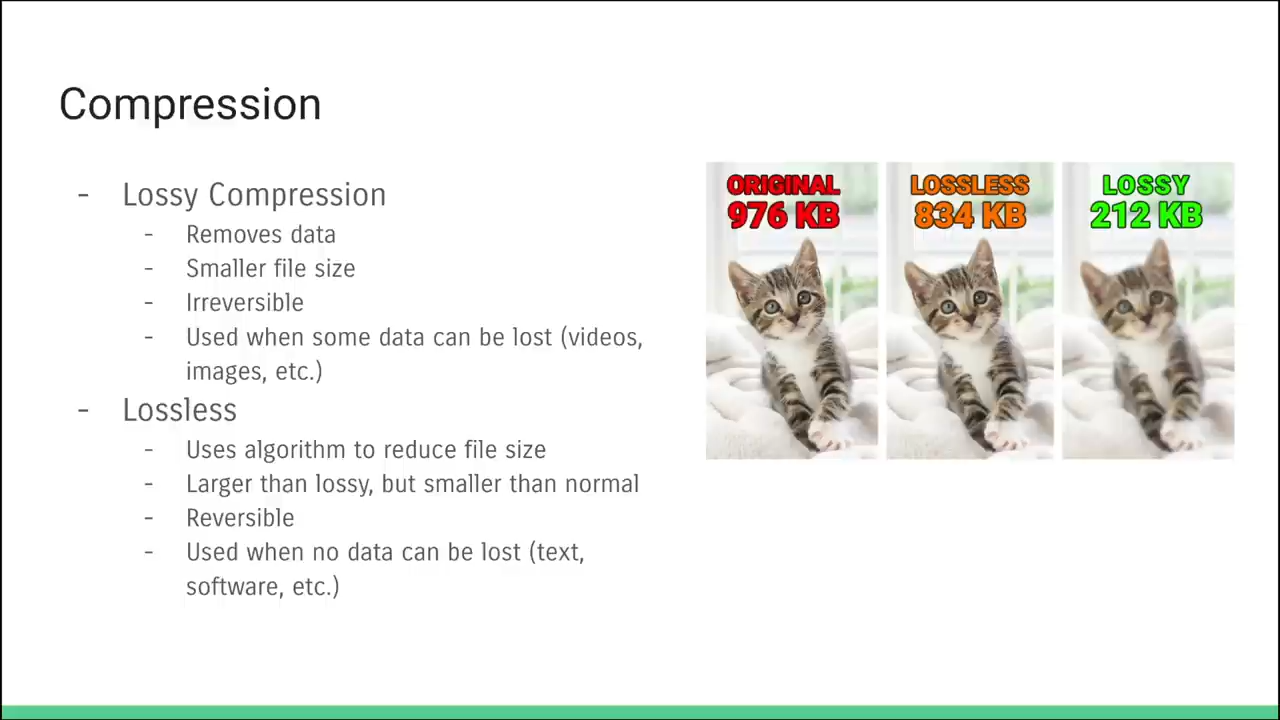 Compression
- Lossy Compression
- Removes data
- Smaller file size
- Irreversible
- Used when some data can be lost (videos,
images, etc.)
- Lossless
- Uses algorithm to reduce file size
- Larger than lossy, but smaller than normal
- Reversible
- Used when no data can be lost (text,
software, etc.)
ORIGINAL
976 KB
LOSSLESS
834 KB
LOSSY
212 KB